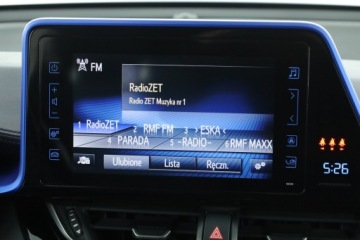 FM
RadioZET
Radio ZET Muzyka nr 1
1 RadioZET 2 RMF FM 3 › ESKA ‹
4 PARADA 5 -RADIO- 6 RMF MAXX
Ulubione Lista Ręczn.
5:26